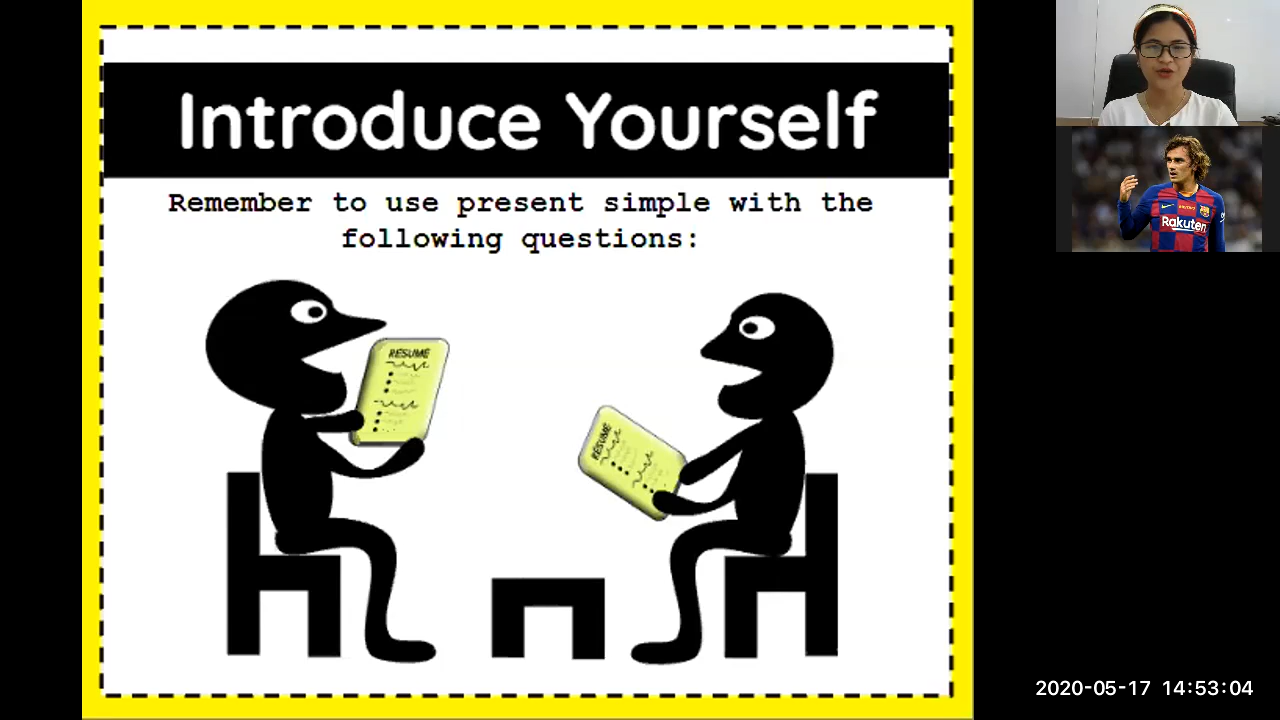 Introduce Yourself
Remember to use present simple with the
following questions:
RESUME
RESUME
Rakuten
2020-05-17 14:53:04